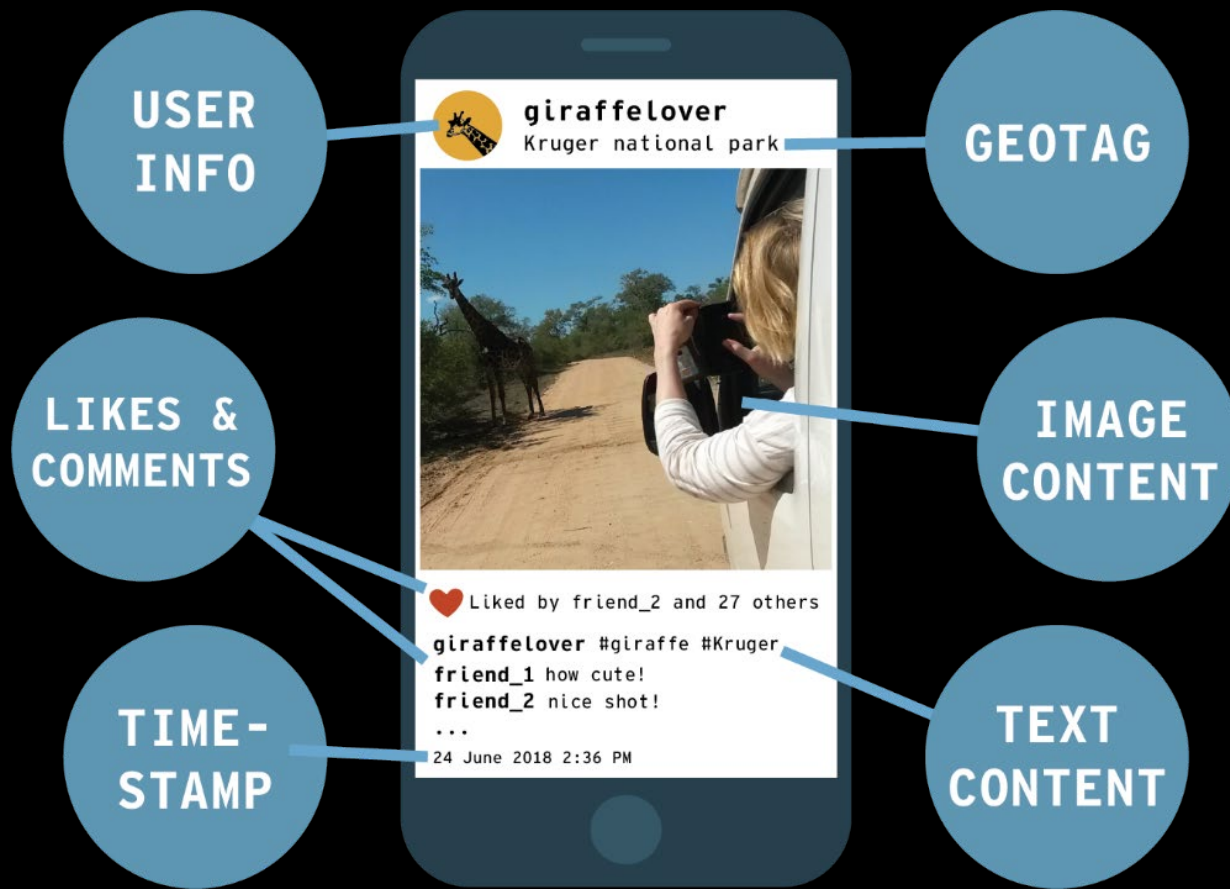 USER
INFO
giraffelover
Kruger national park
GEOTAG
LIKES &
COMMENTS
IMAGE
CONTENT
Liked by friend_2 and 27 others
giraffelover #giraffe #Kruger
friend_1 how cute!
friend_2 nice shot!
...
24 June 2018 2:36 PM
TIME-
STAMP
TEXT
CONTENT